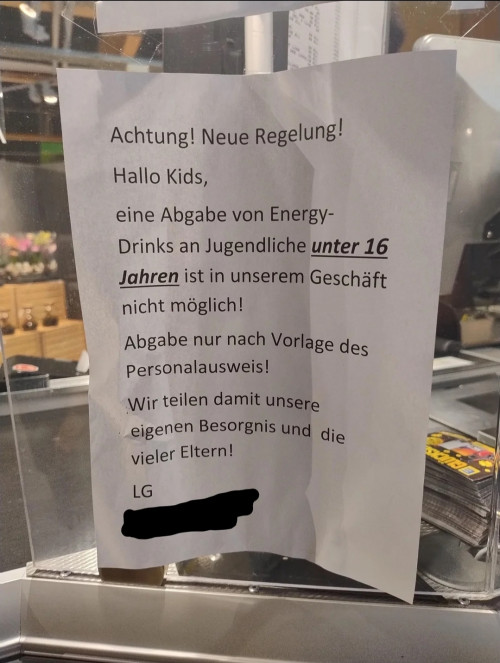 Achtung! Neue Regelung!
Hallo Kids,
eine Abgabe von Energy-
Drinks an Jugendliche unter 16
Jahren ist in unserem Geschäft
nicht möglich!
Abgabe nur nach Vorlage des
Personalausweis!
Wir teilen damit unsere
eigenen Besorgnis und die
vieler Eltern!
LG